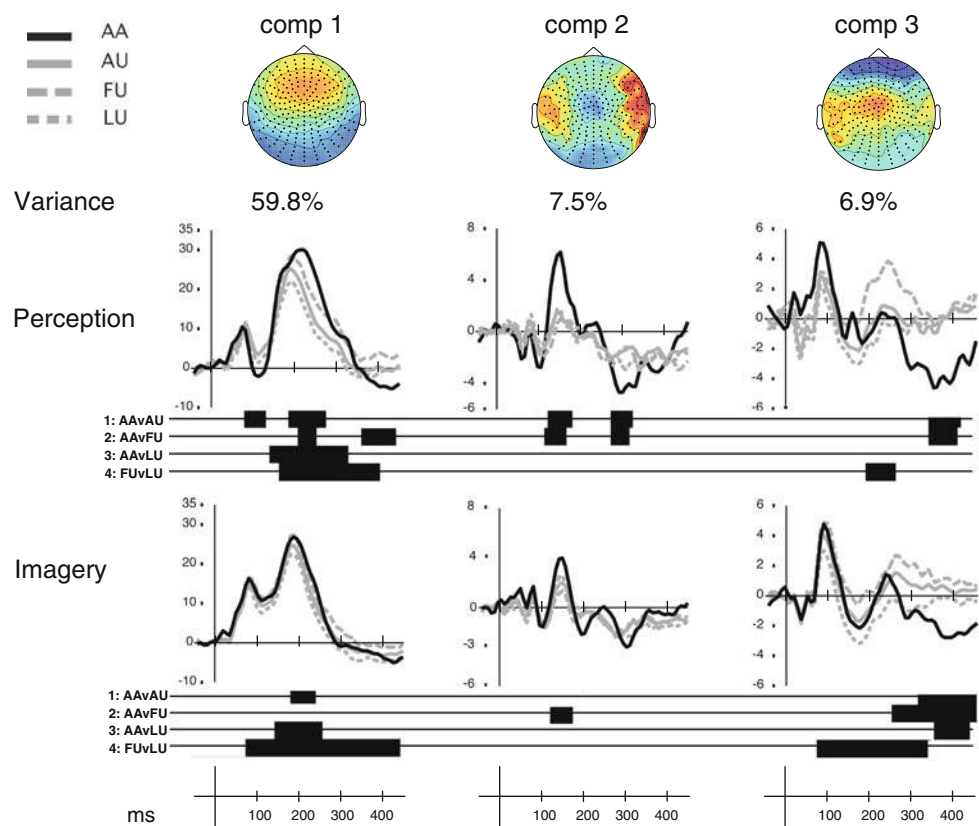 AA
AU
FU
LU
comp 1 comp 2 comp 3
Variance 59.8% 7.5% 6.9%
Perception
35
30
20
10
0
-10
8
4
0
-3
-6
6
4
2
0
-2
-4
-6
1: AAvAU
2: AAvFU
3: AAvLU
4: FUvLU
Imagery
35
30
20
10
0
-10
8
4
0
-3
-6
6
4
2
0
-2
-4
-6
1: AAvAU
2: AAvFU
3: AAvLU
4: FUvLU
ms 100 200 300 400 100 200 300 400 100 200 300 400